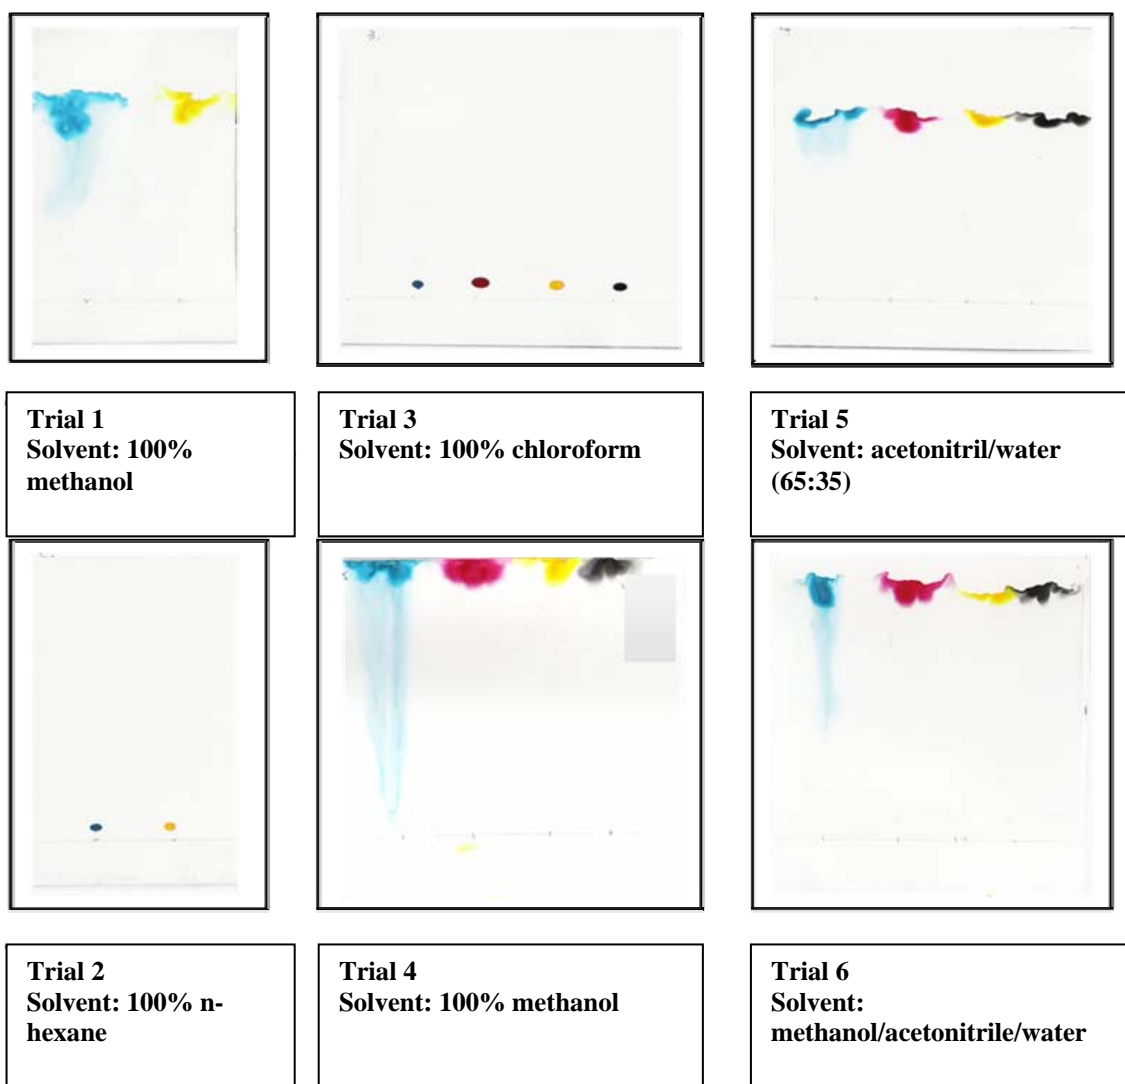 3.
Trial 1
Solvent: 100%
methanol
Trial 3
Solvent: 100% chloroform
Trial 5
Solvent: acetonitril/water
(65:35)
Trial 2
Solvent: 100% n-
hexane
Trial 4
Solvent: 100% methanol
Trial 6
Solvent:
methanol/acetonitrile/water